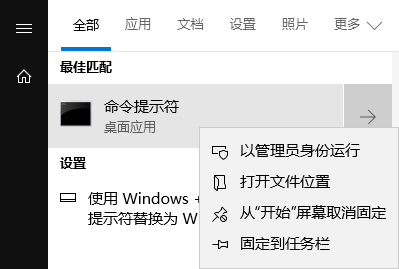 全部 应用 文档 设置 照片 更多
最佳匹配
命令提示符
桌面应用
以管理员身份运行
打开文件位置
从“开始”屏幕取消固定
固定到任务栏
设置
使用 Windows +
提示符替换为 W